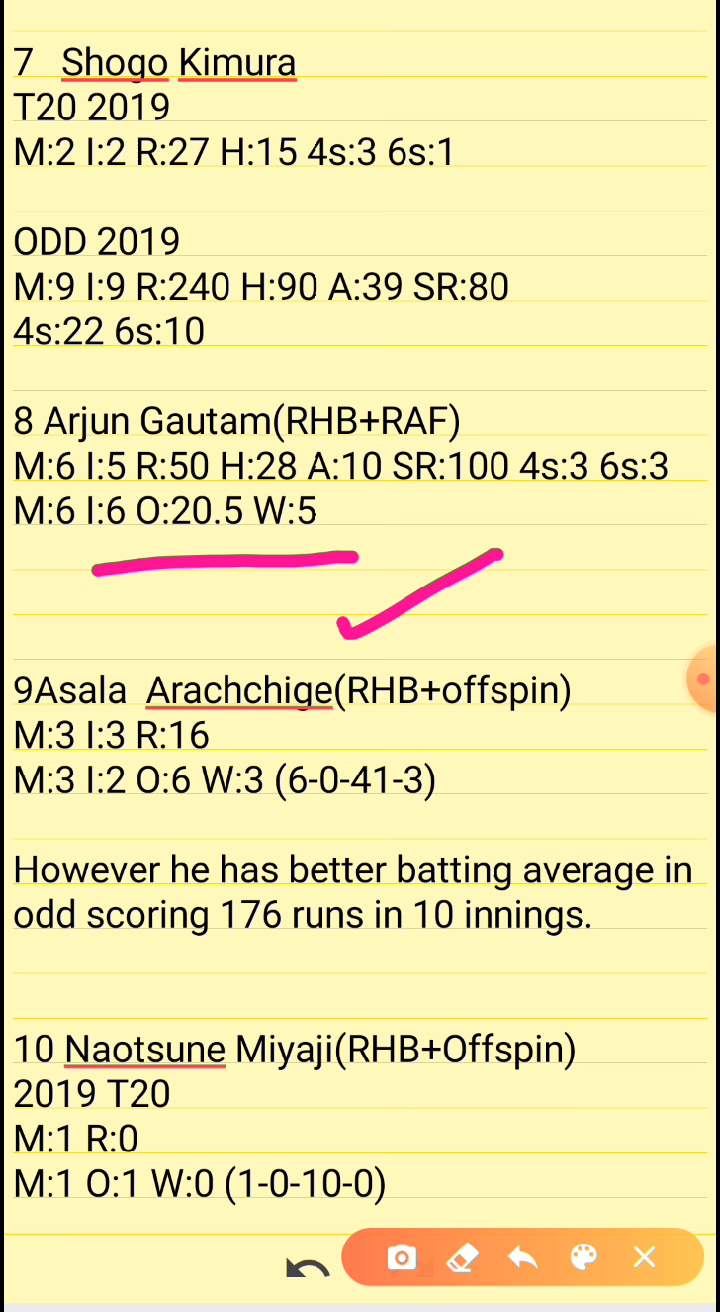 7 Shogo Kimura
T20 2019
M:2 I:2 R:27 H:15 4s:3 6s:1
ODD 2019
M:9 I:9 R:240 H:90 A:39 SR:80
4s:22 6s:10
8 Arjun Gautam(RHB+RAF)
M:6 I:5 R:50 H:28 A:10 SR:100 4s:3 6s:3
M:6 I:6 O:20.5 W:5
9Asala Arachchige(RHB+offspin)
M:3 I:3 R:16
M:3 I:2 O:6 W:3 (6-0-41-3)
However he has better batting average in
odd scoring 176 runs in 10 innings.
10 Naotsune Miyaji(RHB+Offspin)
2019 T20
M:1 R:0
M:1 O:1 W:0 (1-0-10-0)